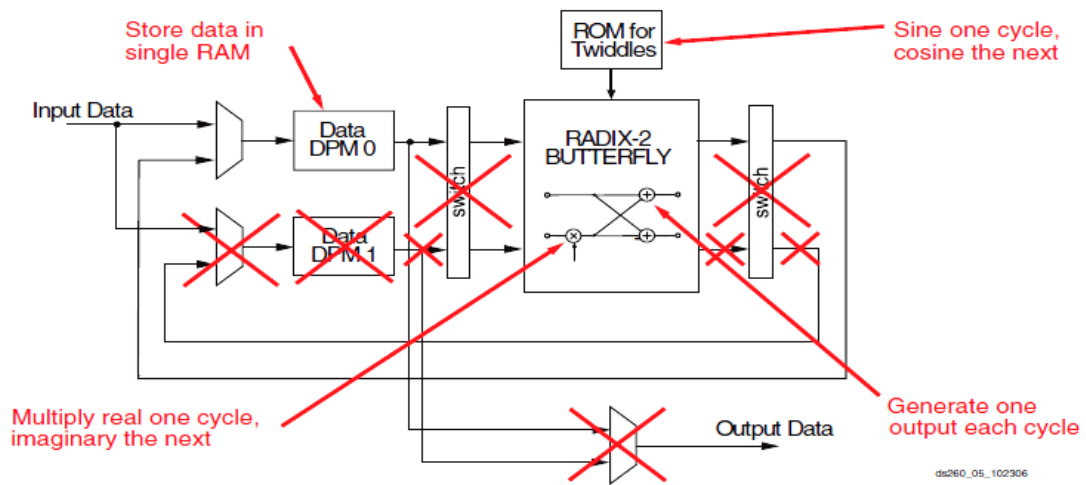 Store data in
single RAM
ROM for
Twiddles
Sine one cycle,
cosine the next
Input Data
Data
DPM 0
switch
RADIX-2
BUTTERFLY
switch
Data
DPM 1
Multiply real one cycle,
imaginary the next
Generate one
output each cycle
Output Data
ds260_05_102306